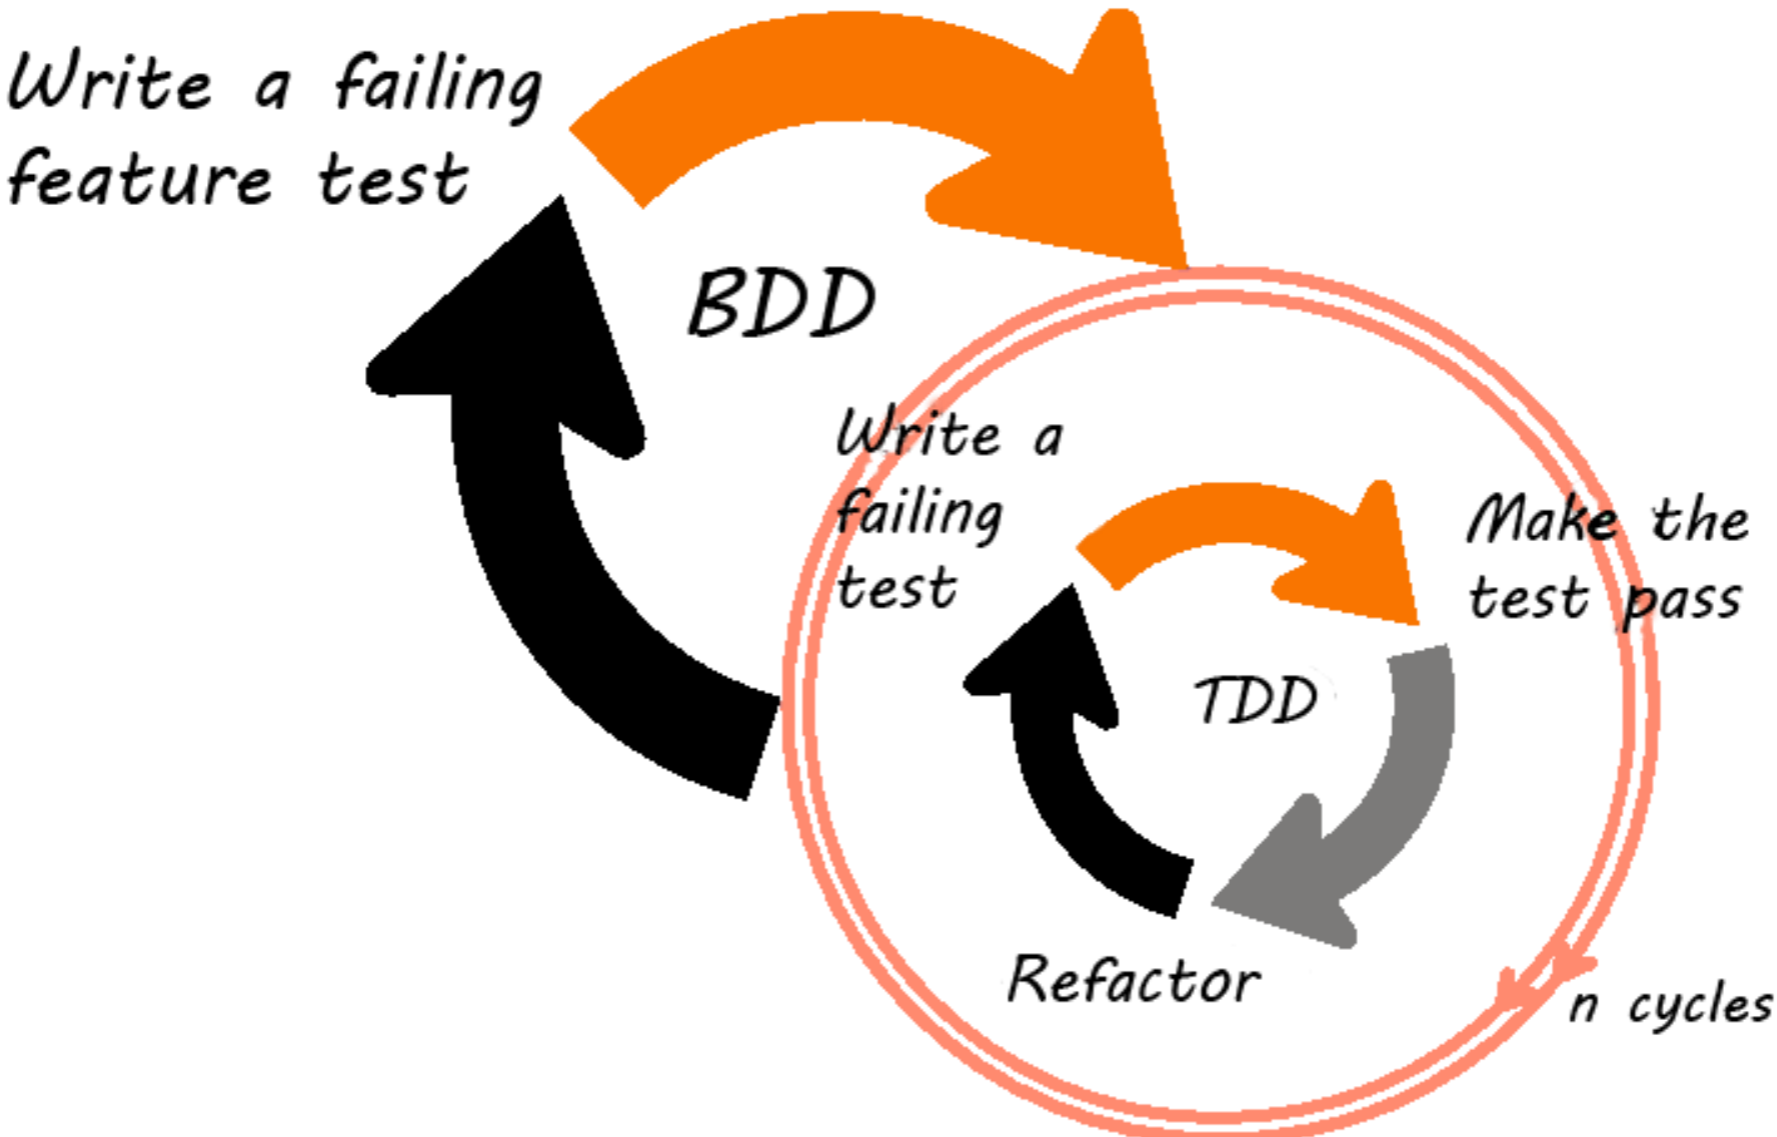 Write a failing
feature test
BDD
Write a
failing
test
Make the
test pass
TDD
Refactor
n cycles